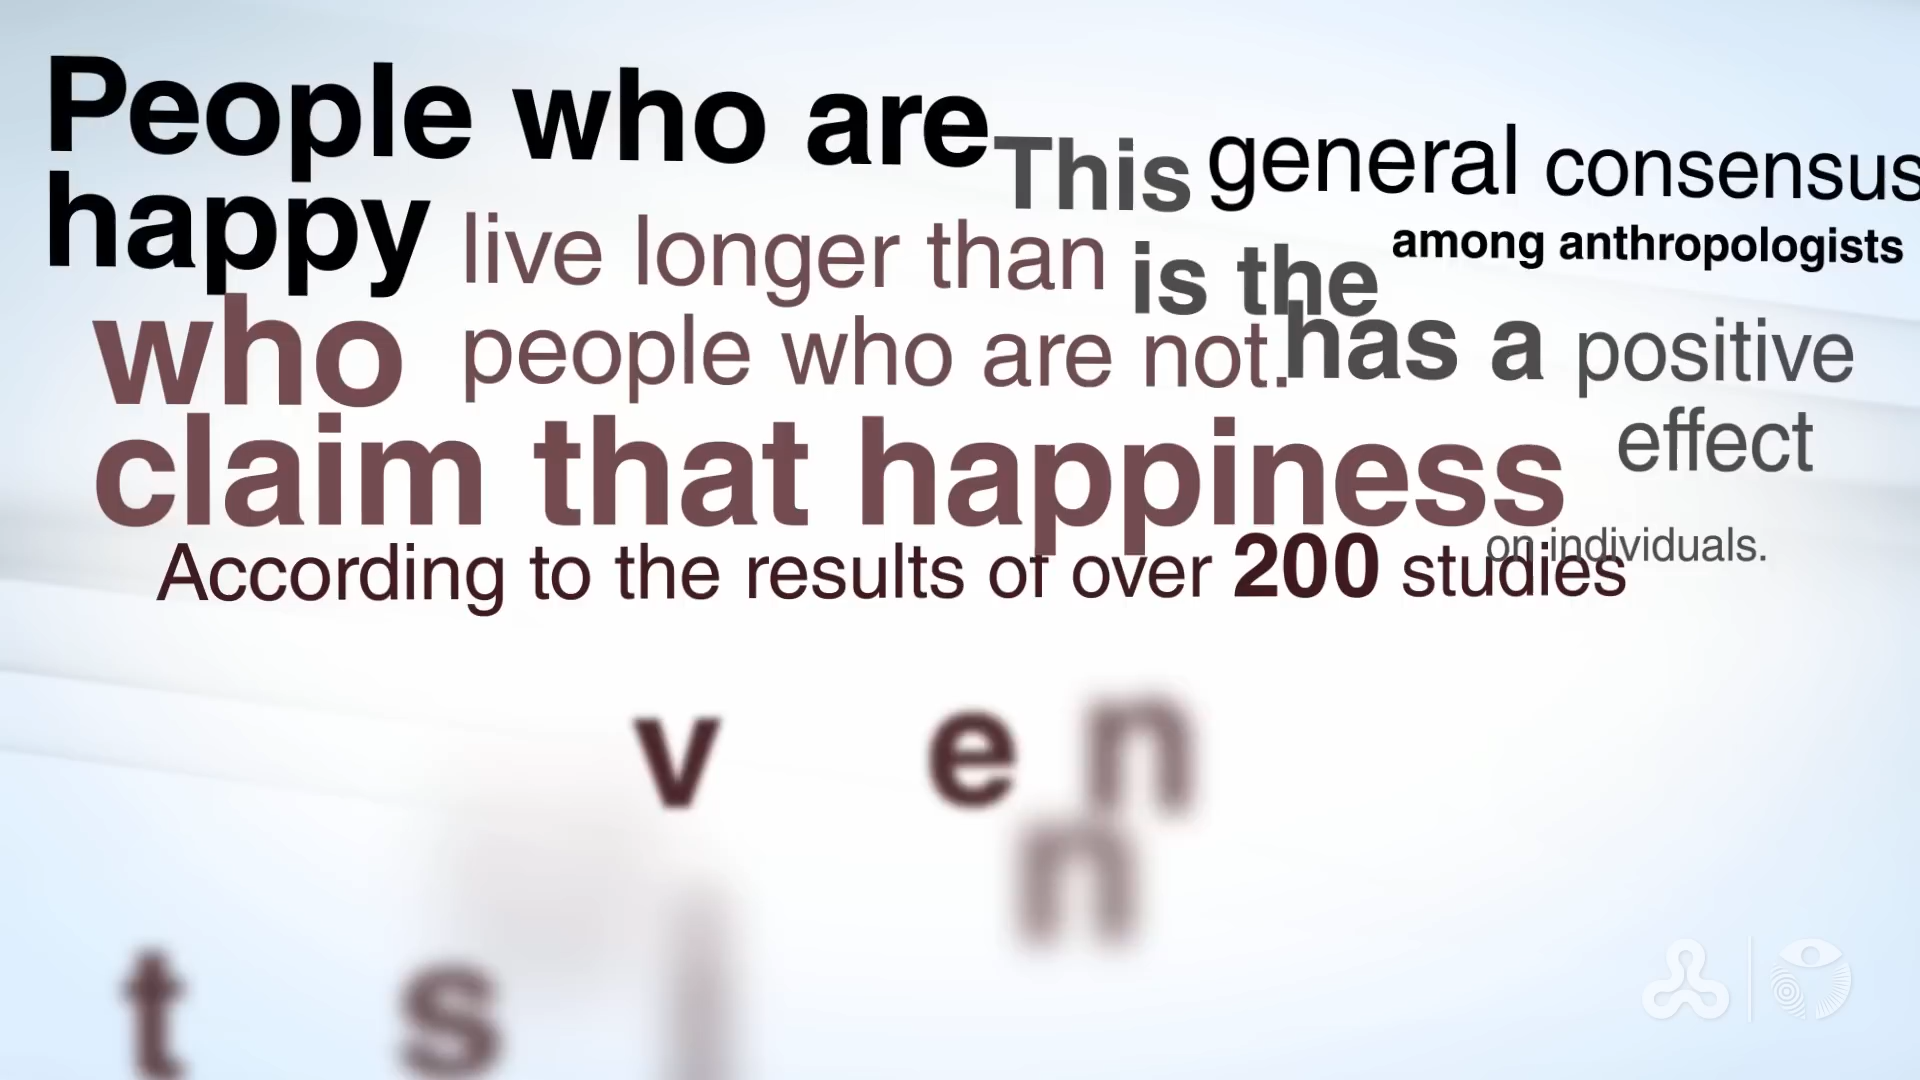 People who are
happy
live longer than
people who are not.
This
is the
general consensus
among anthropologists
who
claim that happiness
has a positive
effect
on individuals.
According to the results of over 200 studies
v e n
n
t s